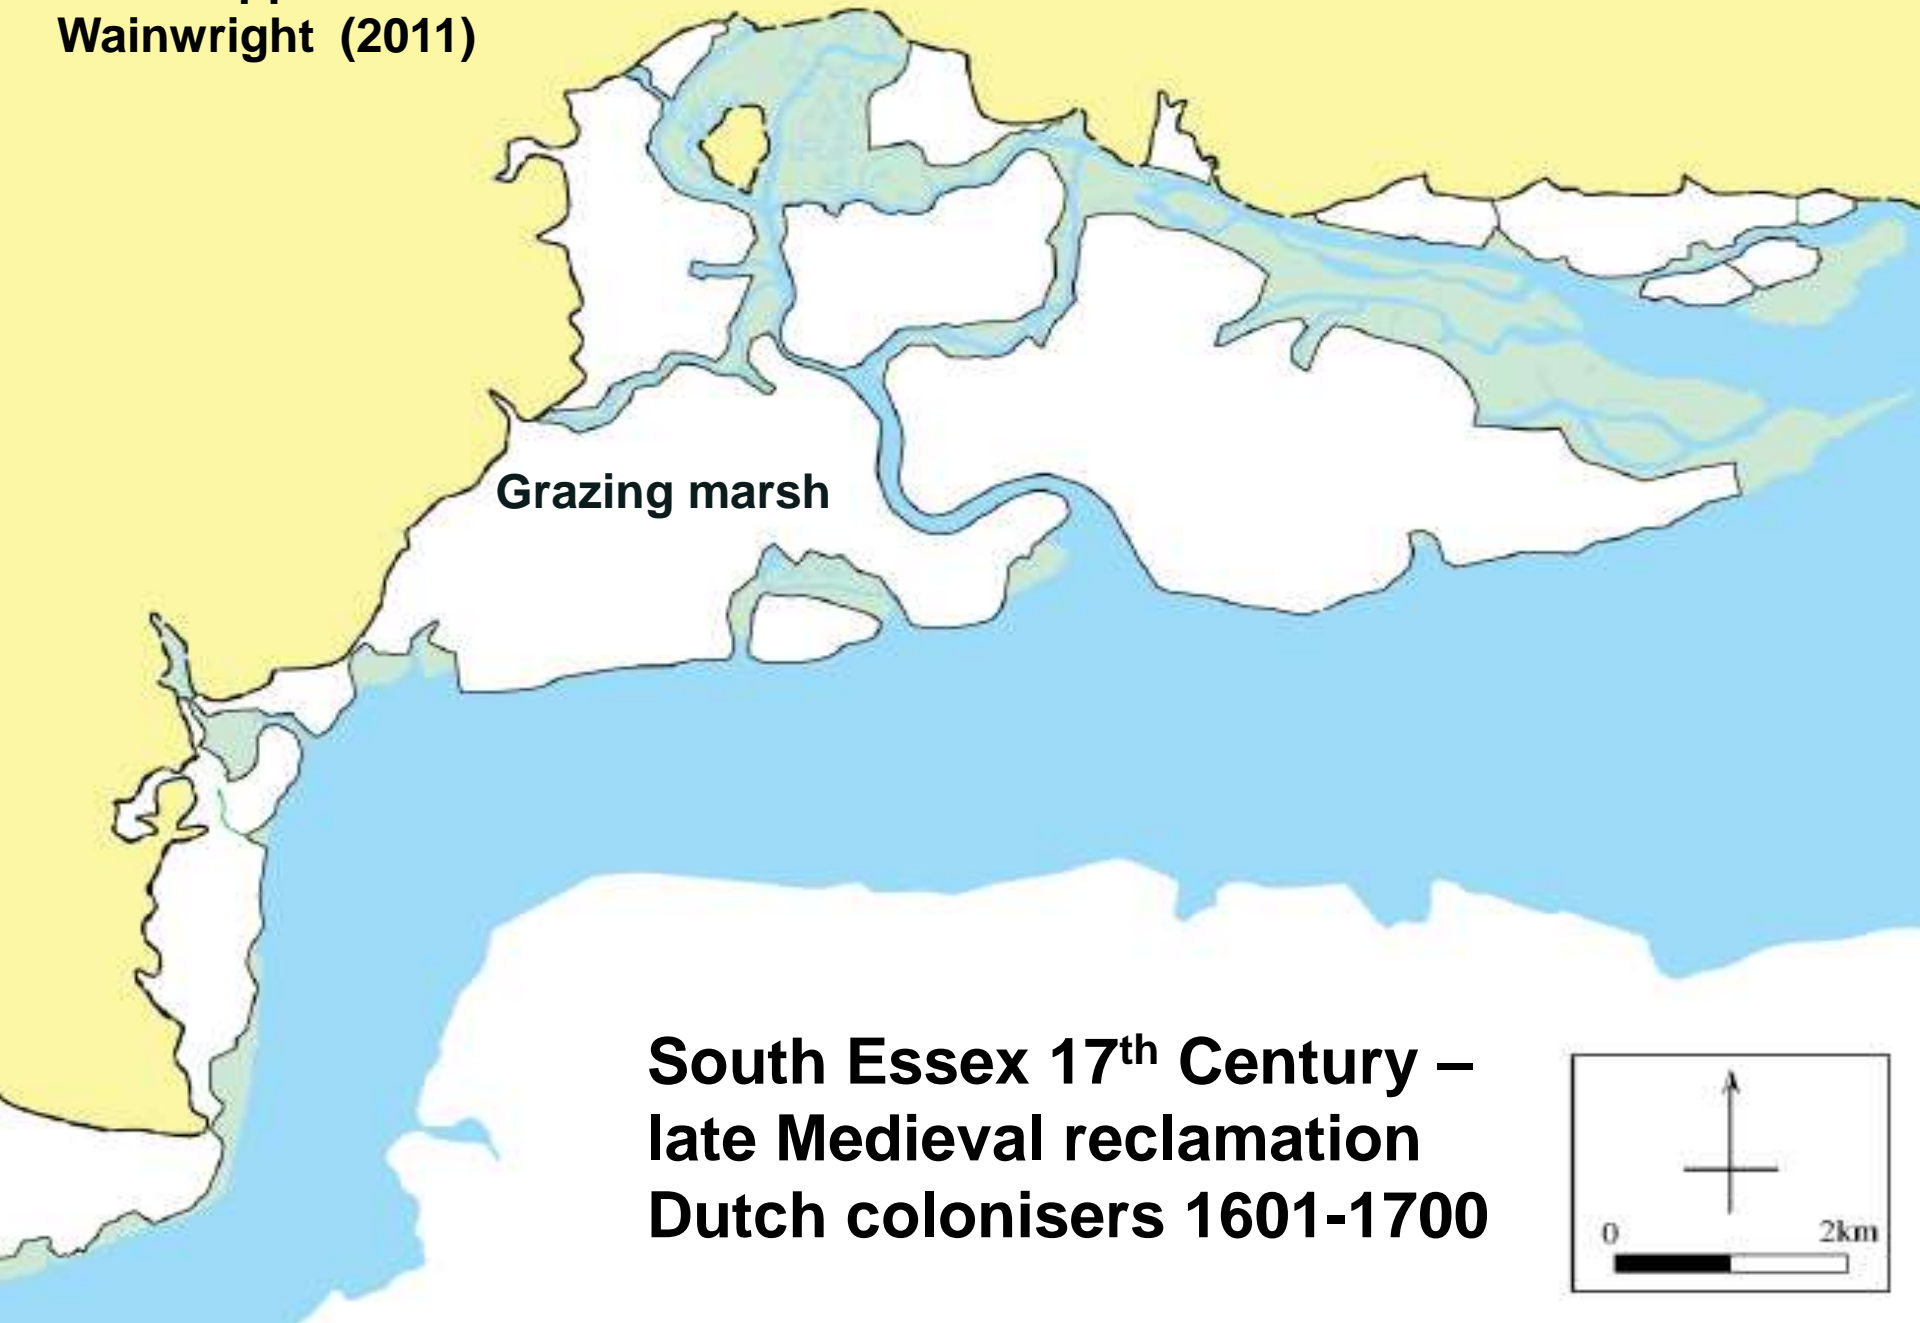 Wainwright (2011)
Grazing marsh
South Essex 17th Century –
late Medieval reclamation
Dutch colonisers 1601-1700
0 2km